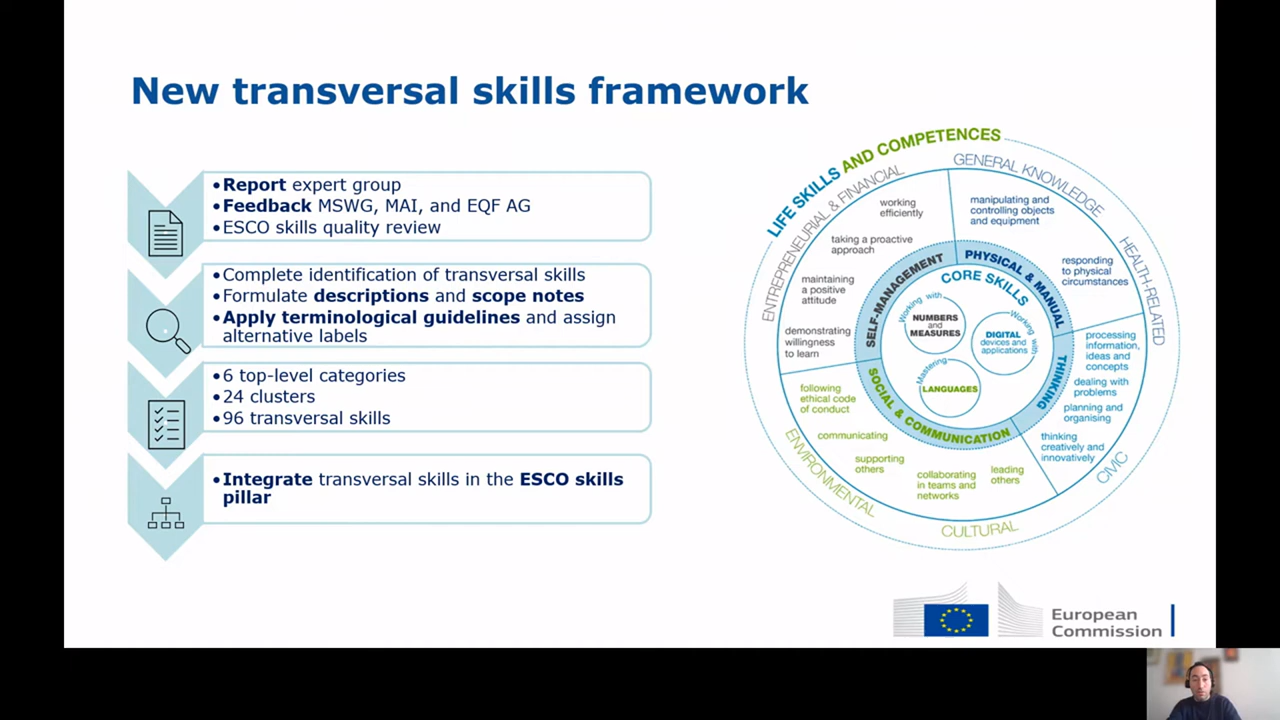 New transversal skills framework
•Report expert group
•Feedback MSWG, MAI, and EQF AG
•ESCO skills quality review
•Complete identification of transversal skills
•Formulate descriptions and scope notes
•Apply terminological guidelines and assign
alternative labels
•6 top-level categories
•24 clusters
•96 transversal skills
•Integrate transversal skills in the ESCO skills
pillar
LIFE SKILLS AND COMPETENCES
ENTREPRENEURIAL & FINANCIAL
GENERAL KNOWLEDGE
HEALTH-RELATED
CIVIC
CULTURAL
ENVIRONMENTAL
SELF-MANAGEMENT
working
efficiently
taking a proactive
approach
maintaining
a positive
attitude
demonstrating
willingness
to learn
PHYSICAL & MANUAL
manipulating and
controlling objects
and equipment
responding
to physical
circumstances
THINKING
processing
information,
ideas and
concepts
dealing with
problems
planning and
organising
thinking
creatively and
innovatively
SOCIAL & COMMUNICATION
following
ethical code
of conduct
communicating
supporting
others
collaborating
in teams and
networks
leading
others
CORE SKILLS
Working with
NUMBERS
and
MEASURES
Working with
DIGITAL
devices and
applications
Mastering
LANGUAGES
European
Commission